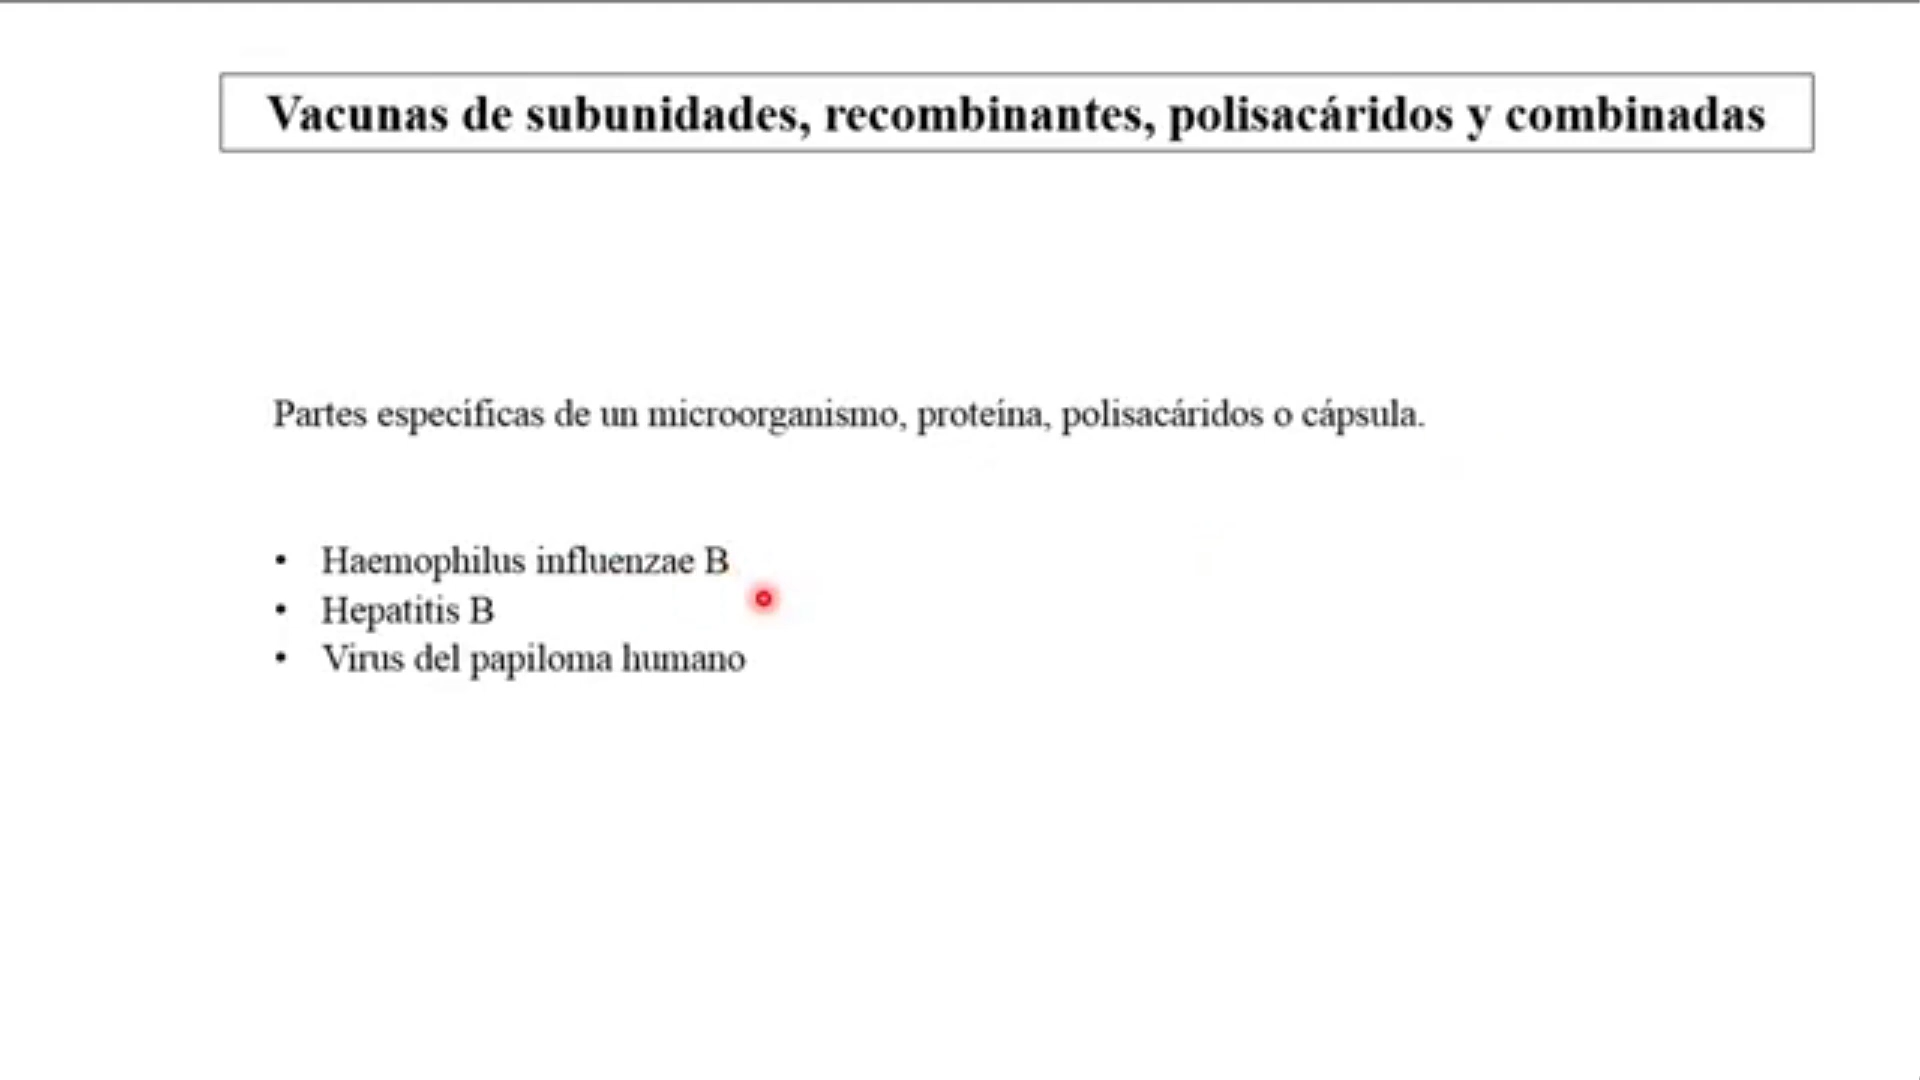 Vacunas de subunidades, recombinantes, polisacáridos y combinadas
Partes específicas de un microorganismo, proteína, polisacáridos o cápsula.
• Haemophilus influenzae B
• Hepatitis B
• Virus del papiloma humano